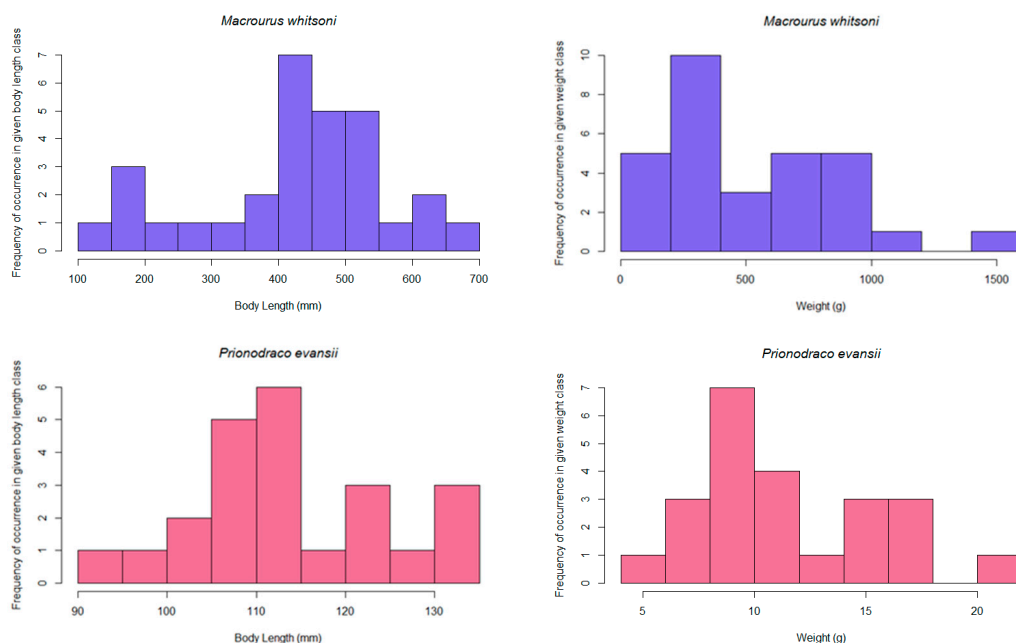 Macrourus whitsoni
Frequency of occurrence in given body length class
7
6
5
4
3
2
1
0
100 200 300 400 500 600 700
Body Length (mm)
Macrourus whitsoni
Frequency of occurrence in given weight class
10
8
6
4
2
0
0 500 1000 1500
Weight (g)
Prionodraco evansii
Frequency of occurrence in given body length class
6
5
4
3
2
1
0
90 100 110 120 130
Body Length (mm)
Prionodraco evansii
Frequency of occurrence in given weight class
7
6
5
4
3
2
1
0
5 10 15 20
Weight (g)